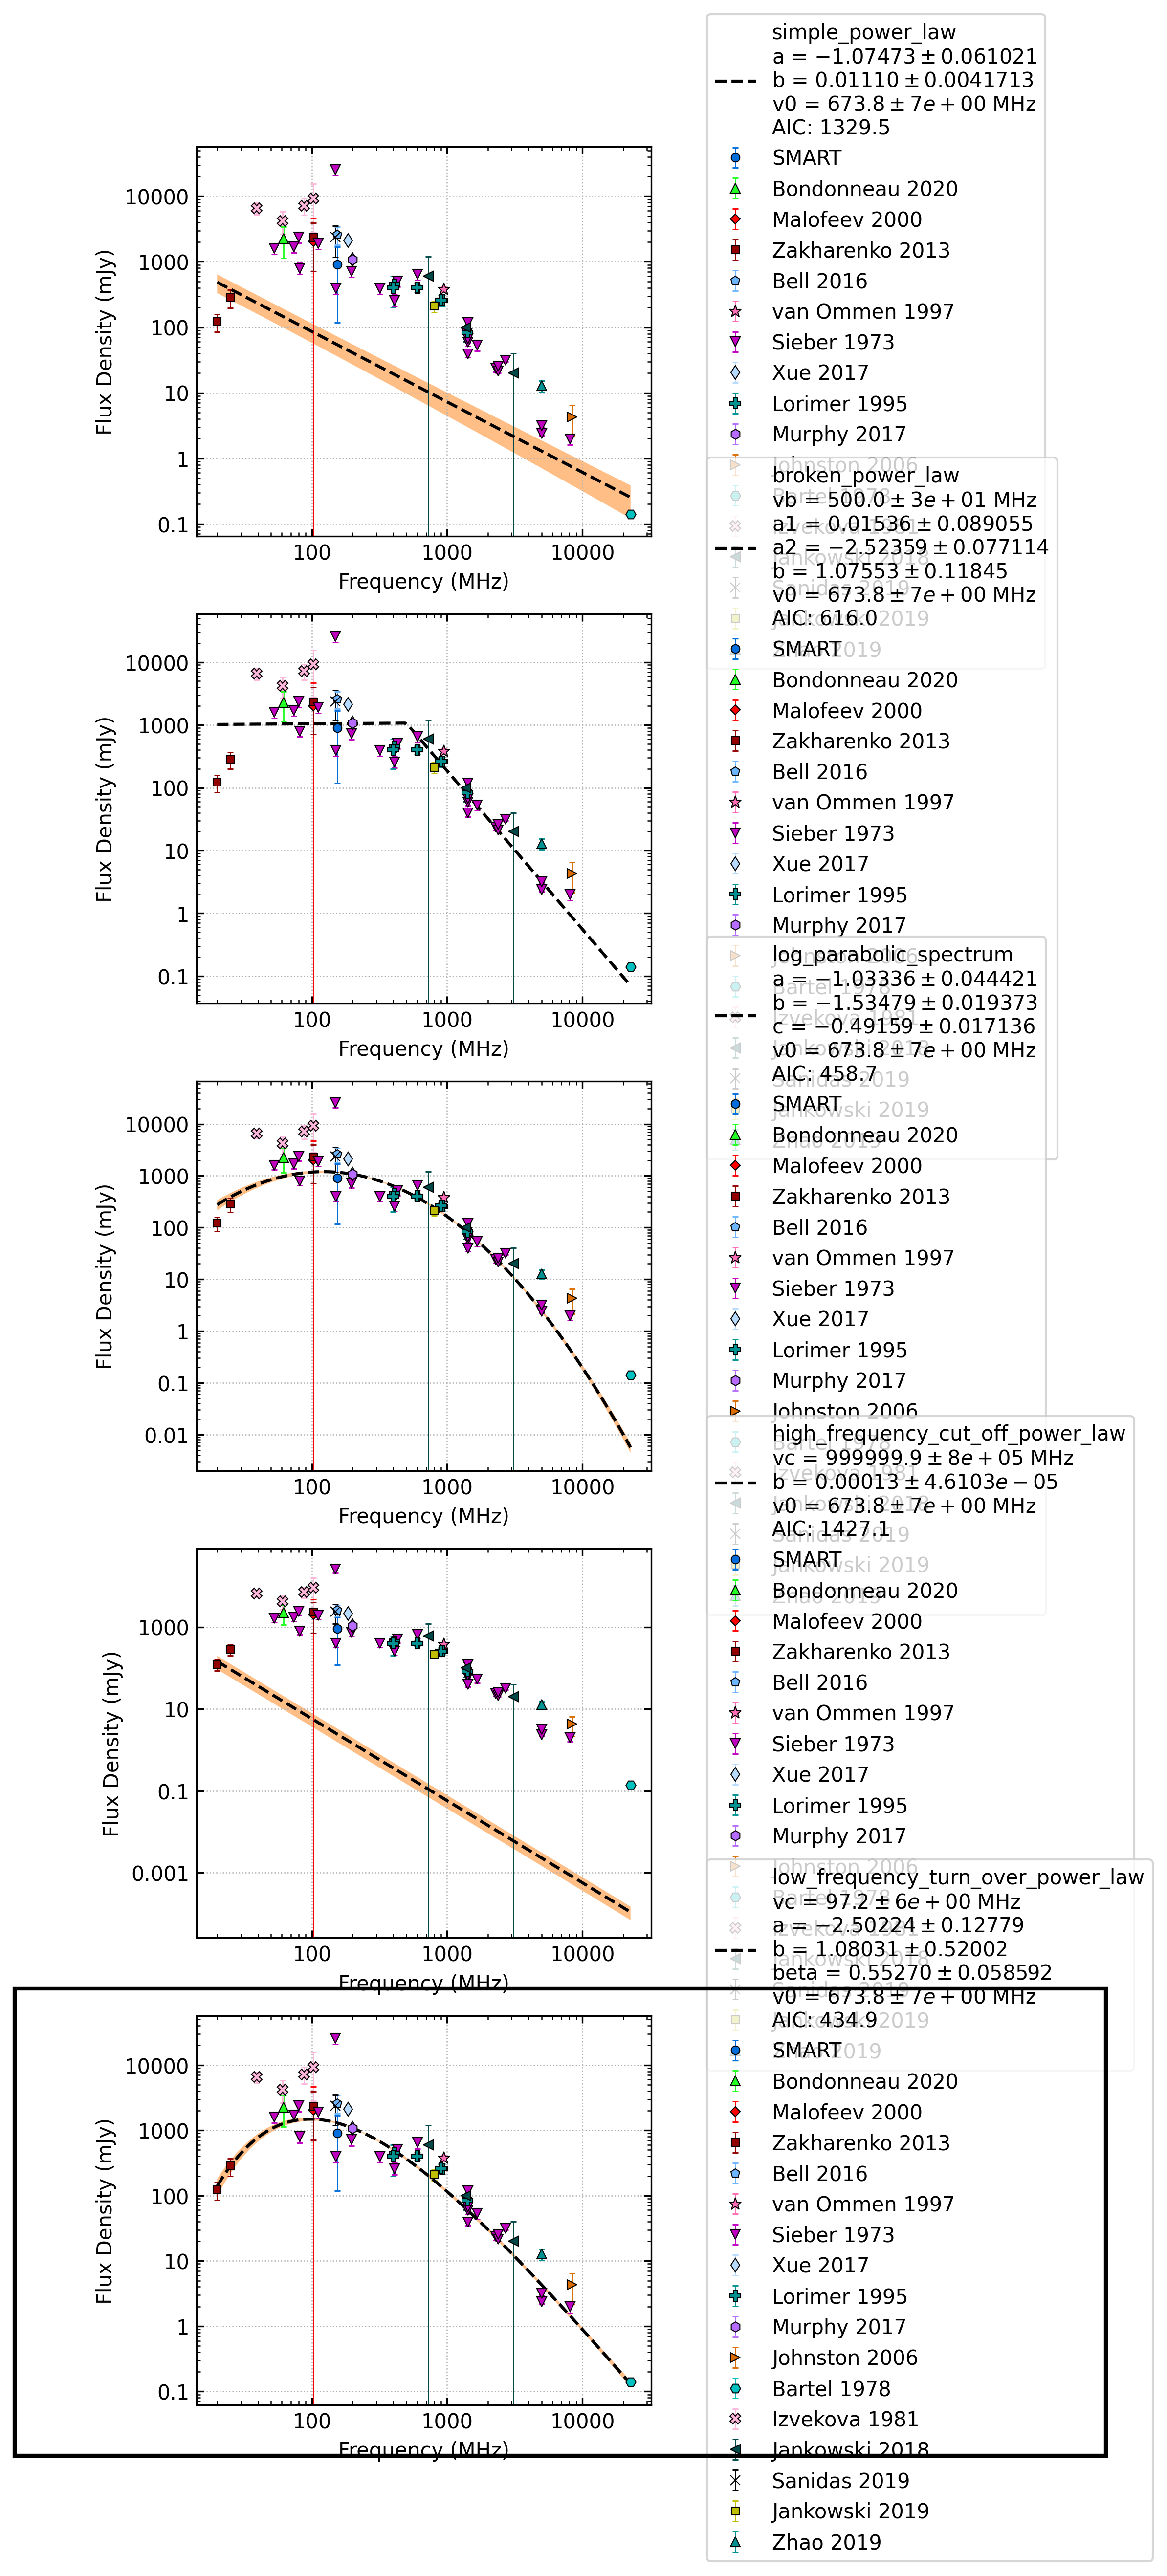 simple_power_law
a = −1.07473 ± 0.061021
b = 0.01110 ± 0.0041713
v0 = 673.8 ± 7e + 00 MHz
AIC: 1329.5
SMART
Bondonneau 2020
Malofeev 2000
Zakharenko 2013
Bell 2016
van Ommen 1997
Sieber 1973
Xue 2017
Lorimer 1995
Murphy 2017
Johnston 2006
10000
1000
100
10
1
0.1
Flux Density (mJy)
100 1000 10000
Frequency (MHz)
broken_power_law
vb = 500.0 ± 3e + 01 MHz
a1 = 0.01536 ± 0.089055
a2 = −2.52359 ± 0.077114
b = 1.07553 ± 0.11845
v0 = 673.8 ± 7e + 00 MHz
AIC: 616.0
SMART
Bondonneau 2020
Malofeev 2000
Zakharenko 2013
Bell 2016
van Ommen 1997
Sieber 1973
Xue 2017
Lorimer 1995
Murphy 2017
10000
1000
100
10
1
0.1
Flux Density (mJy)
100 1000 10000
Frequency (MHz)
log_parabolic_spectrum
a = −1.03336 ± 0.044421
b = −1.53479 ± 0.019373
c = −0.49159 ± 0.017136
v0 = 673.8 ± 7e + 00 MHz
AIC: 458.7
SMART
Bondonneau 2020
Malofeev 2000
Zakharenko 2013
Bell 2016
van Ommen 1997
Sieber 1973
Xue 2017
Lorimer 1995
Murphy 2017
Johnston 2006
10000
1000
100
10
1
0.1
0.01
Flux Density (mJy)
100 1000 10000
Frequency (MHz)
high_frequency_cut_off_power_law
vc = 999999.9 ± 8e + 05 MHz
b = 0.00013 ± 4.6103e − 05
v0 = 673.8 ± 7e + 00 MHz
AIC: 1427.1
SMART
Bondonneau 2020
Malofeev 2000
Zakharenko 2013
Bell 2016
van Ommen 1997
Sieber 1973
Xue 2017
Lorimer 1995
Murphy 2017
Johnston 2006
1000
10
0.1
0.001
Flux Density (mJy)
100 1000 10000
Frequency (MHz)
low_frequency_turn_over_power_law
vc = 97.2 ± 6e + 00 MHz
a = −2.50224 ± 0.12779
b = 1.08031 ± 0.52002
beta = 0.55270 ± 0.058592
v0 = 673.8 ± 7e + 00 MHz
AIC: 434.9
SMART
Bondonneau 2020
Malofeev 2000
Zakharenko 2013
Bell 2016
van Ommen 1997
Sieber 1973
Xue 2017
Lorimer 1995
Murphy 2017
Johnston 2006
Bartel 1978
Izvekova 1981
Jankowski 2018
Sanidas 2019
Jankowski 2019
Zhao 2019
10000
1000
100
10
1
0.1
Flux Density (mJy)
100 1000 10000
Frequency (MHz)